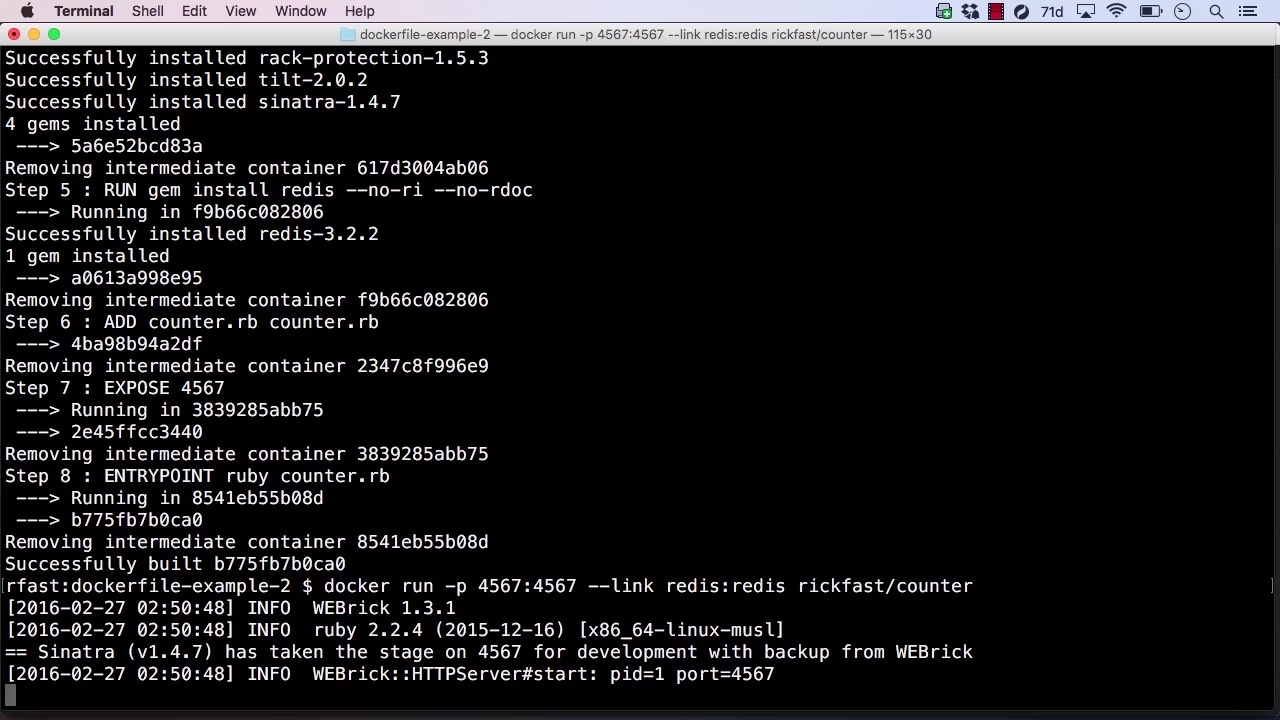 Terminal Shell Edit View Window Help 71d
dockerfile-example-2 — docker run -p 4567:4567 --link redis:redis rickfast/counter — 115×30
Successfully installed rack-protection-1.5.3
Successfully installed tilt-2.0.2
Successfully installed sinatra-1.4.7
4 gems installed
---> 5a6e52bcd83a
Removing intermediate container 617d3004ab06
Step 5 : RUN gem install redis --no-ri --no-rdoc
---> Running in f9b66c082806
Successfully installed redis-3.2.2
1 gem installed
---> a0613a998e95
Removing intermediate container f9b66c082806
Step 6 : ADD counter.rb counter.rb
---> 4ba98b94a2df
Removing intermediate container 2347c8f996e9
Step 7 : EXPOSE 4567
---> Running in 3839285abb75
---> 2e45ffcc3440
Removing intermediate container 3839285abb75
Step 8 : ENTRYPOINT ruby counter.rb
---> Running in 8541eb55b08d
---> b775fb7b0ca0
Removing intermediate container 8541eb55b08d
Successfully built b775fb7b0ca0
rfast:dockerfile-example-2 $ docker run -p 4567:4567 --link redis:redis rickfast/counter
[2016-02-27 02:50:48] INFO  WEBrick 1.3.1
[2016-02-27 02:50:48] INFO  ruby 2.2.4 (2015-12-16) [x86_64-linux-musl]
== Sinatra (v1.4.7) has taken the stage on 4567 for development with backup from WEBrick
[2016-02-27 02:50:48] INFO  WEBrick::HTTPServer#start: pid=1 port=4567